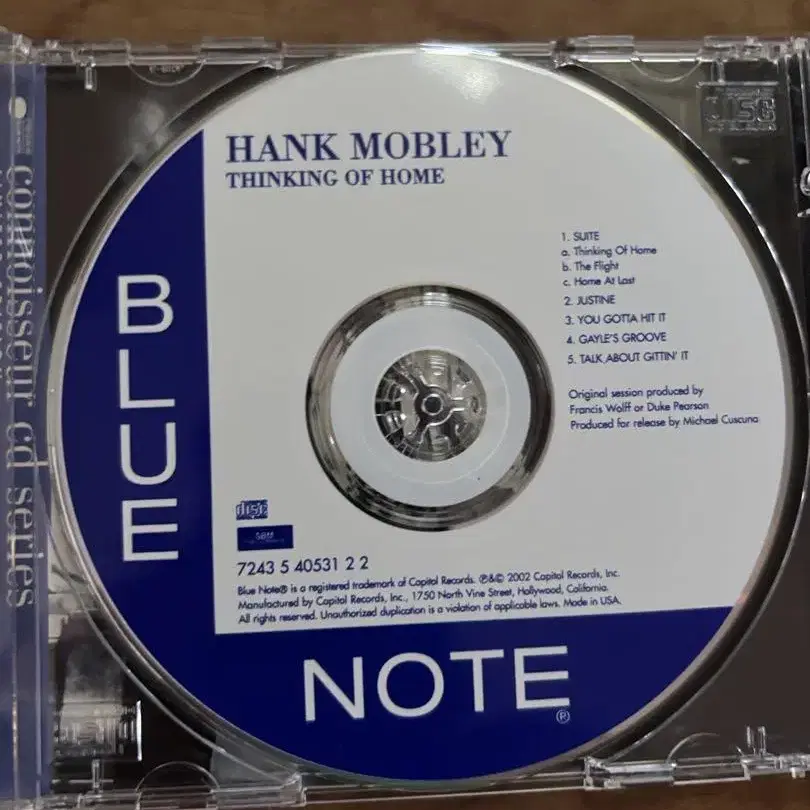 HANK MOBLEY
THINKING OF HOME
1. SUITE
a. Thinking Of Home
b. The Flight
c. Home At Last
2. JUSTINE
3. YOU GOTTA HIT IT
4. GAYLE'S GROOVE
5. TALK ABOUT GITTIN' IT
Original session produced by
Francis Wolff or Duke Pearson
Produced for release by Michael Cuscuna
disc
SBM
7243 5 40531 2 2
Blue Note® is a registered trademark of Capitol Records. ℗&© 2002 Capitol Records, Inc.
Manufactured by Capitol Records, Inc., 1750 North Vine Street, Hollywood, California.
All rights reserved. Unauthorized duplication is a violation of applicable laws. Made in USA.
BLUE
NOTE®
connoisseur cd series
DISC